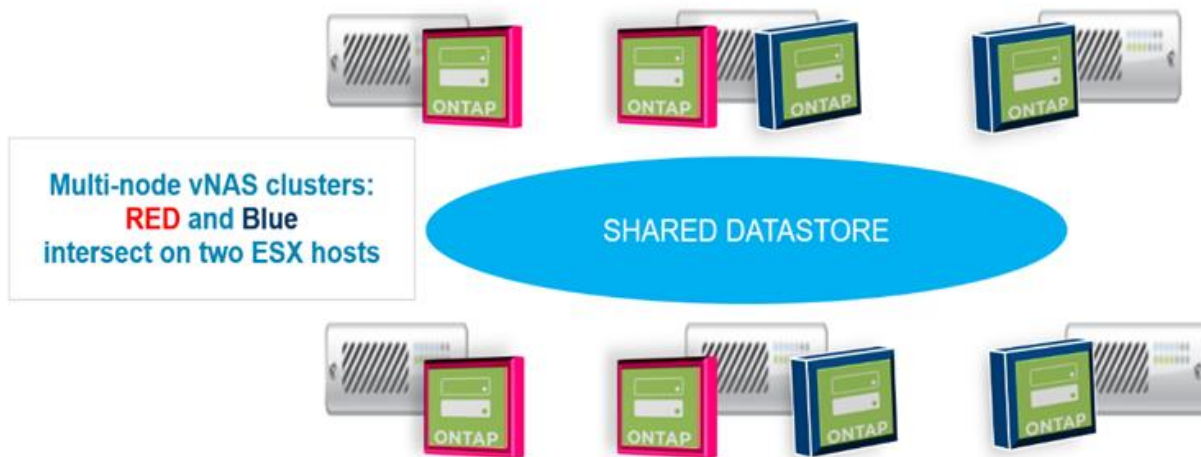 ONTAP
ONTAP
ONTAP
ONTAP
Multi-node vNAS clusters:
RED and Blue
intersect on two ESX hosts
SHARED DATASTORE
ONTAP
ONTAP
ONTAP
ONTAP